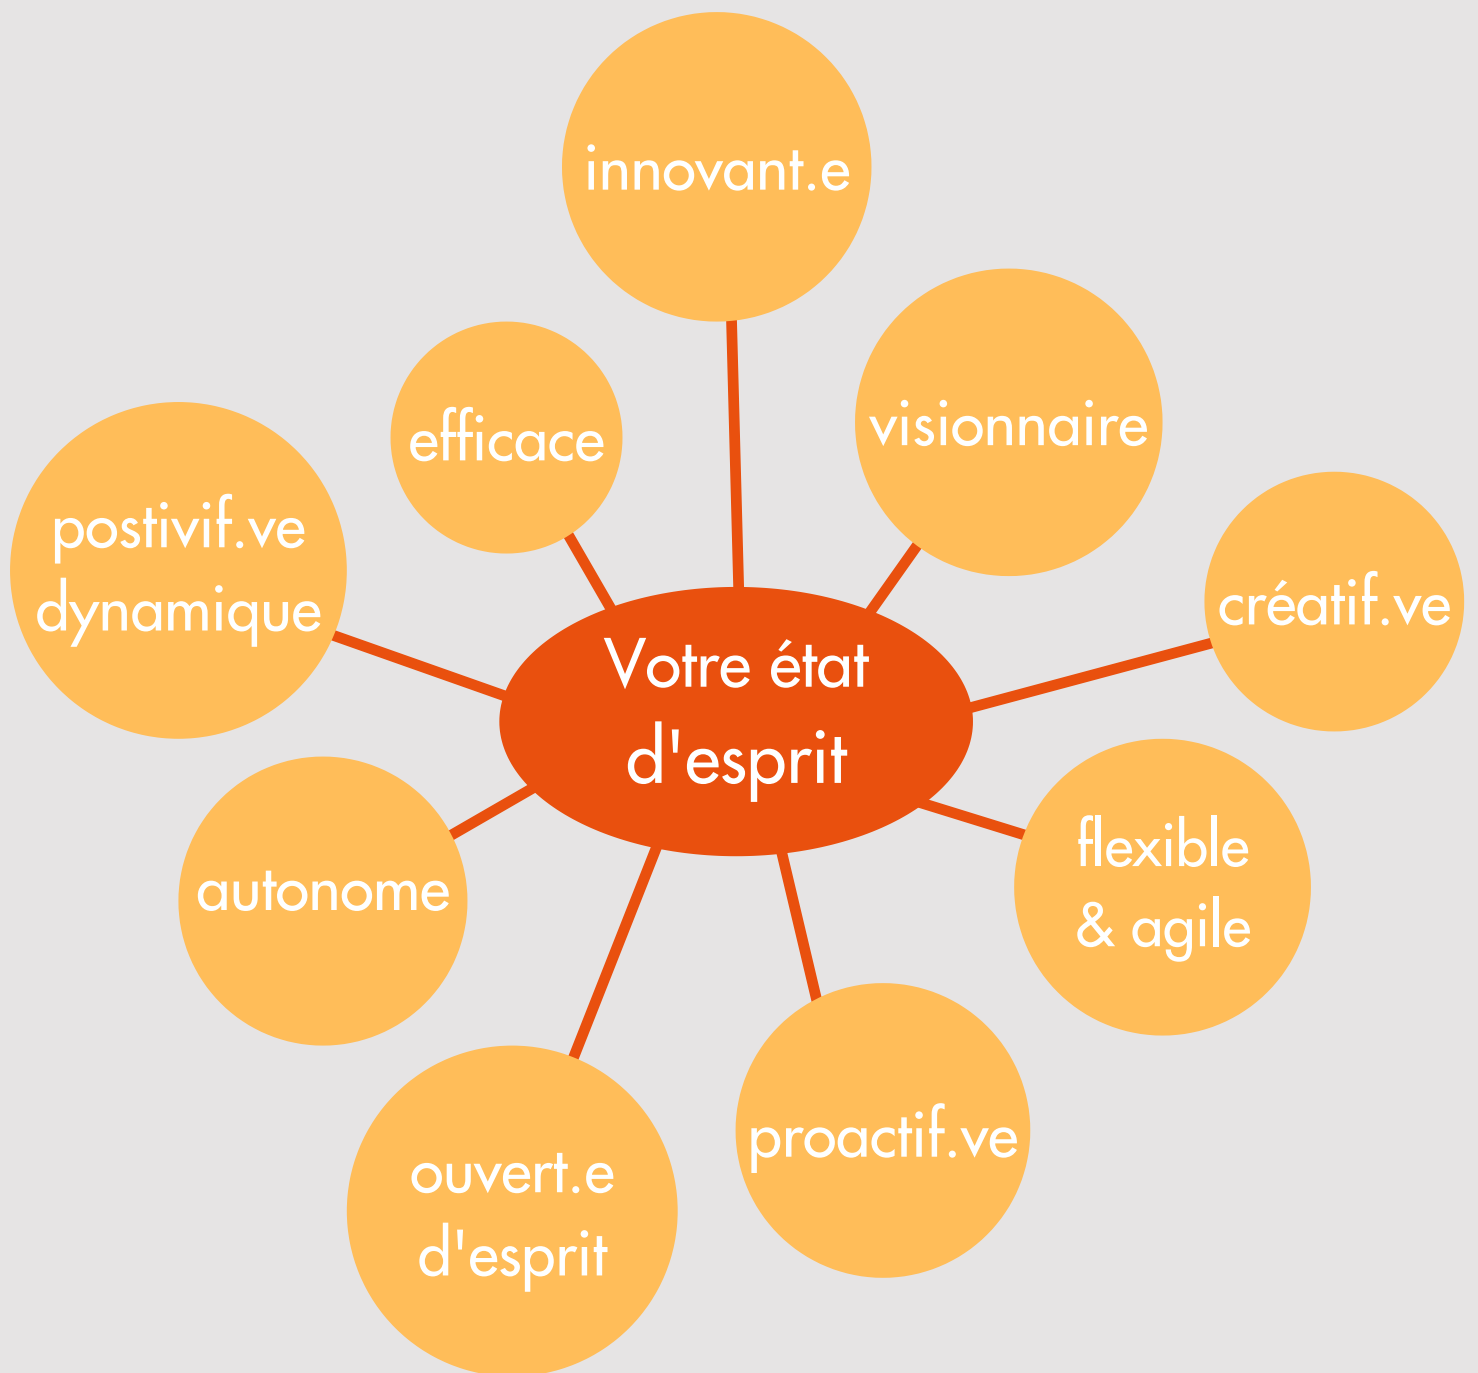 innovant.e
visionnaire
efficace
créatif.ve
postivif.ve
dynamique
Votre état
d'esprit
flexible
& agile
autonome
proactif.ve
ouvert.e
d'esprit